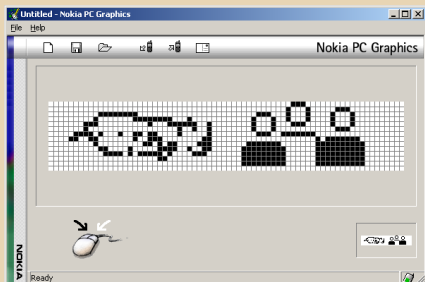 Untitled - Nokia PC Graphics
File Help
Nokia PC Graphics
NOKIA
Ready